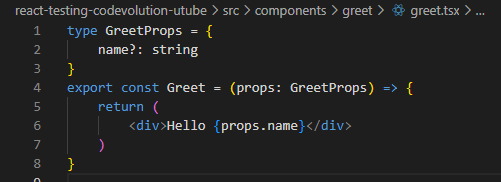 react-testing-codevolution-utube > src > components > greet > greet.tsx > ...
1 type GreetProps = {
2     name?: string
3 }
4 export const Greet = (props: GreetProps) => {
5     return (
6         <div>Hello {props.name}</div>
7     )
8 }